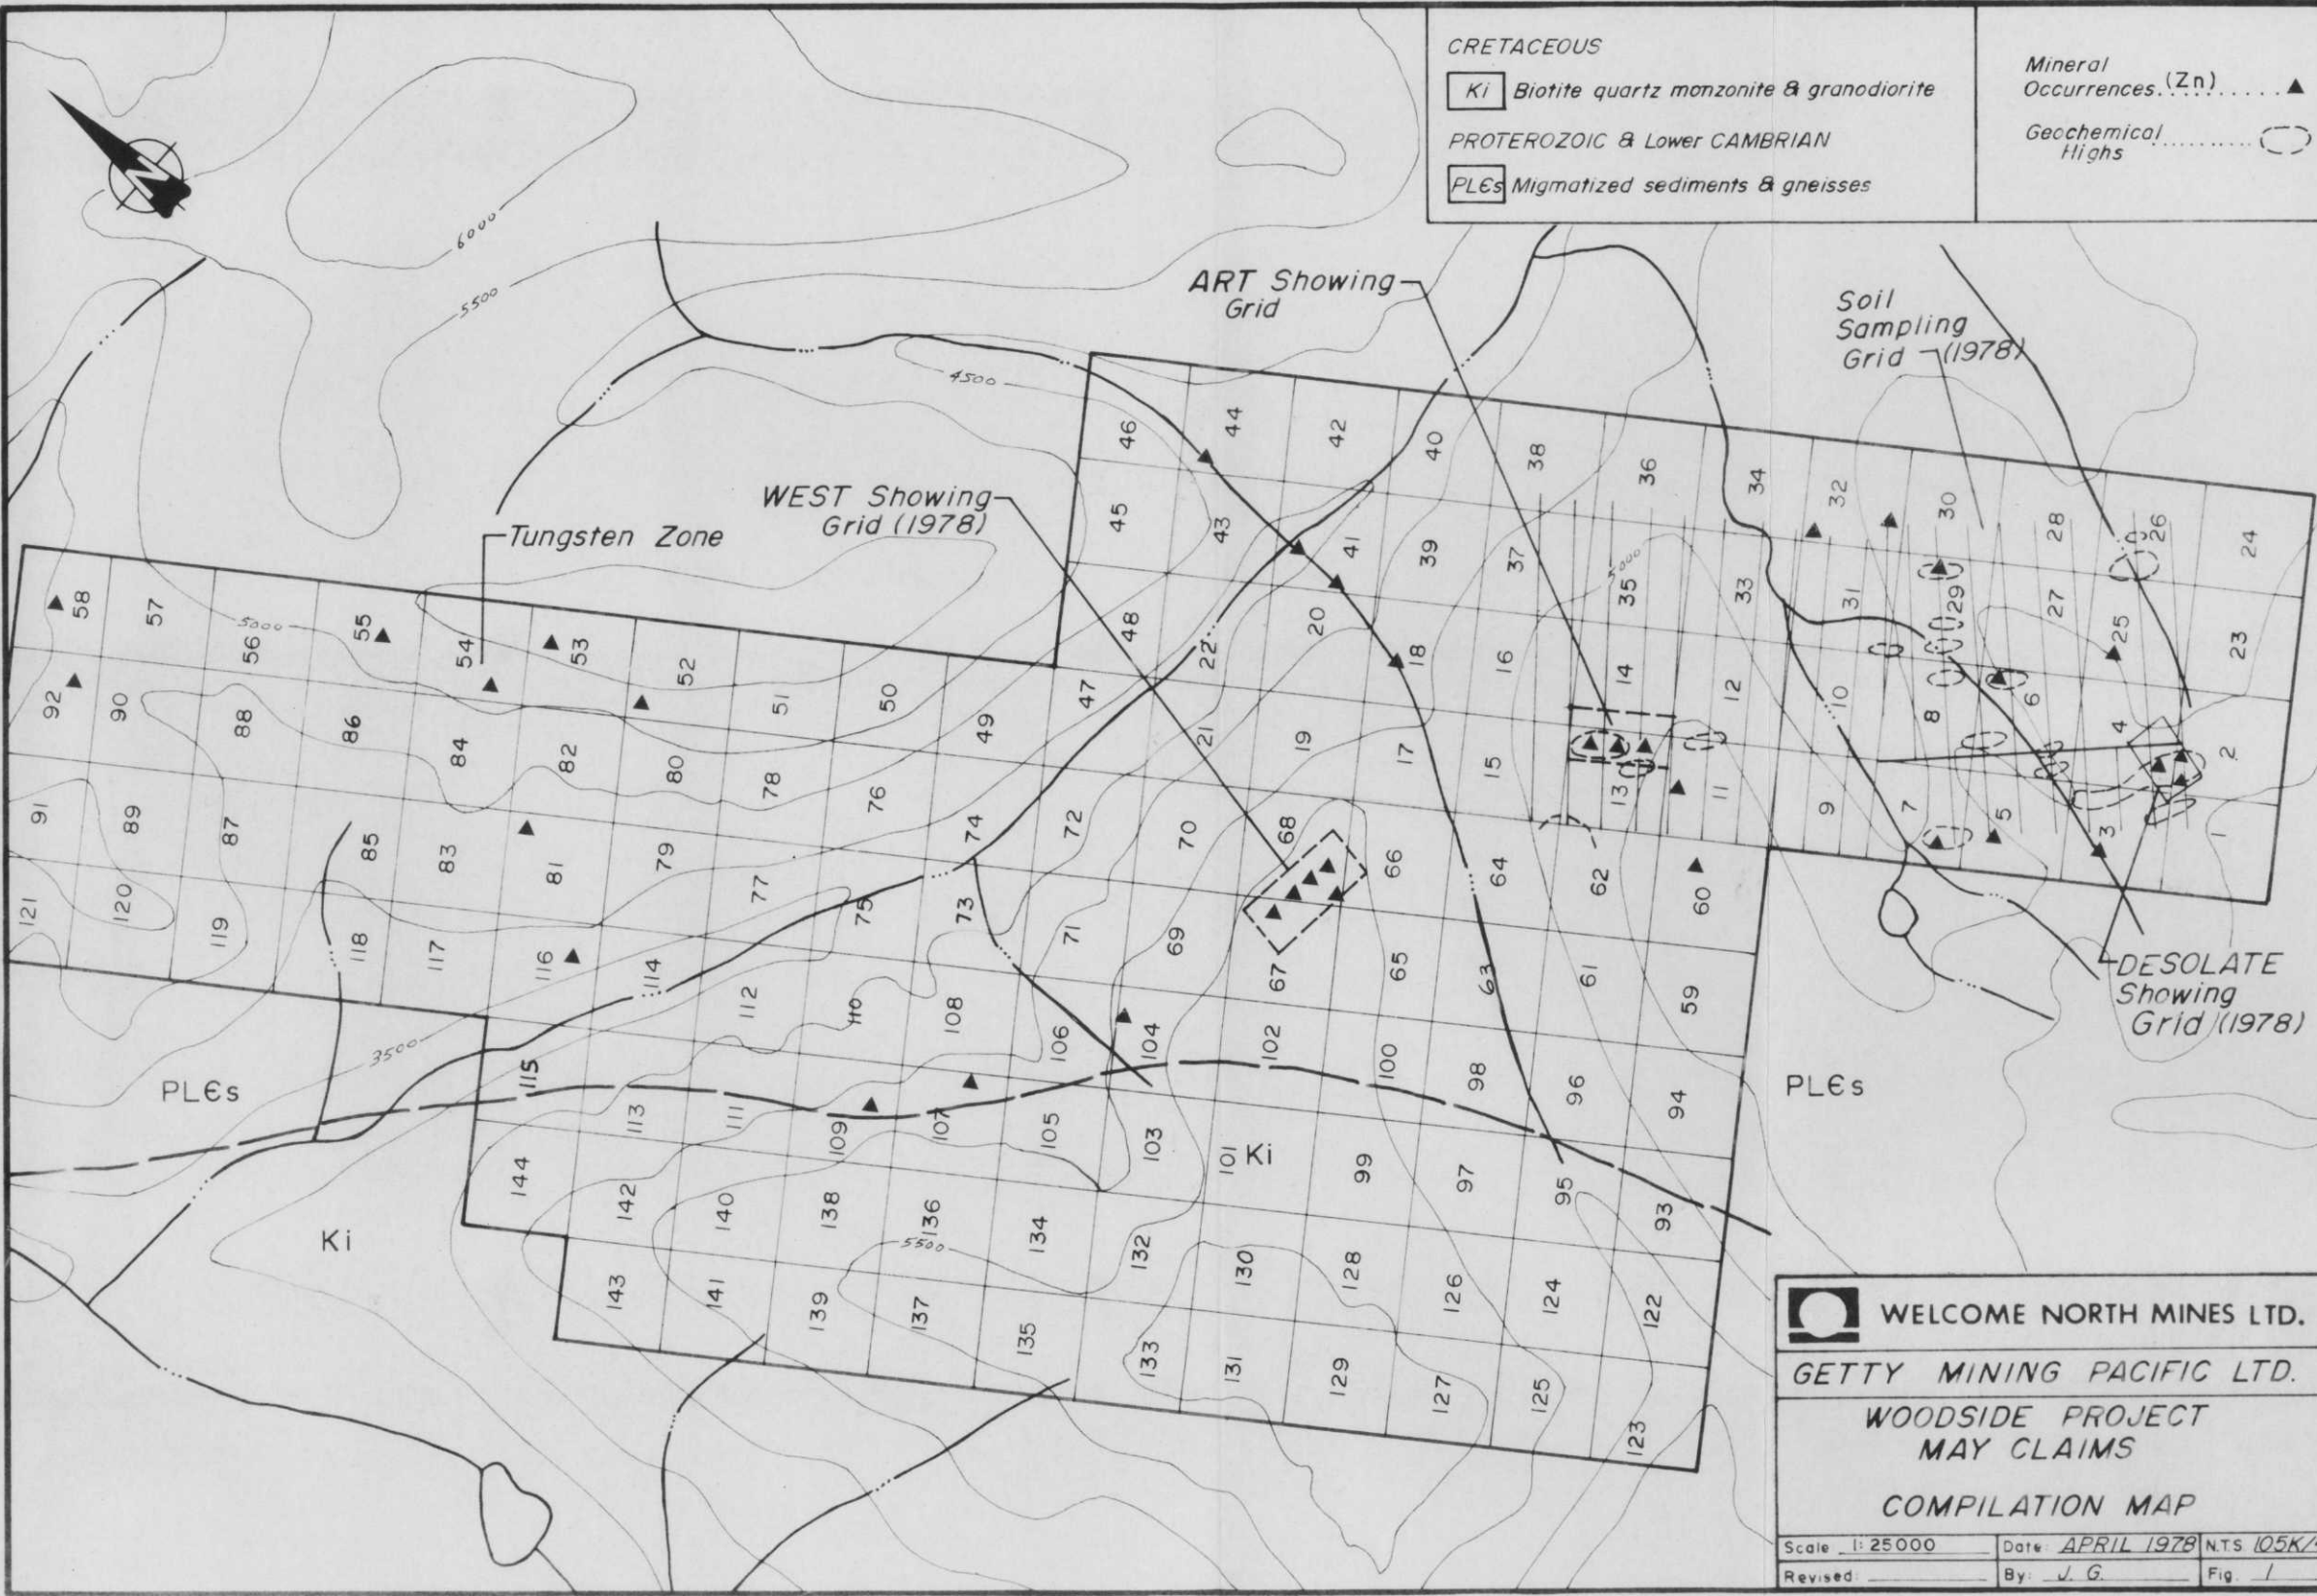 CRETACEOUS
Ki Biotite quartz monzonite & granodiorite
PROTEROZOIC & Lower CAMBRIAN
PLЄs Migmatized sediments & gneisses
Mineral
Occurrences (Zn)
Geochemical
Highs
N
6000
5500
4500
5000
5000
3500
5500
ART Showing
Grid
Soil
Sampling
Grid (1978)
WEST Showing
Grid (1978)
Tungsten Zone
DESOLATE
Showing
Grid (1978)
46 44 42 40 38 36 34 32 30 28 26 24
45 43 41 39 37 35 33 31 29 27 25 23
48 22 20 18 16 14 12 10 8 6 4 2
58 57 56 55 54 53 52 51 50 49 47 21 19 17 15 13 11 9 7 5 3 1
92 90 88 86 84 82 80 78 76 74 72 70 68 66 64 62 60
91 89 87 85 83 81 79 77 75 73 71 69 67 65 63 61 59
121 120 119 118 117 116 114 112 110 108 106 104 102 100 98 96 94
115 113 111 109 107 105 103 101 99 97 95 93
144 142 140 138 136 134 132 130 128 126 124 122
143 141 139 137 135 133 131 129 127 125 123
PLЄs
PLЄs
Ki
Ki
WELCOME NORTH MINES LTD.
GETTY MINING PACIFIC LTD.
WOODSIDE PROJECT
MAY CLAIMS
COMPILATION MAP
Scale 1:25000
Date: APRIL 1978
N.T.S. 105K/
Revised:
By: J. G.
Fig. 1